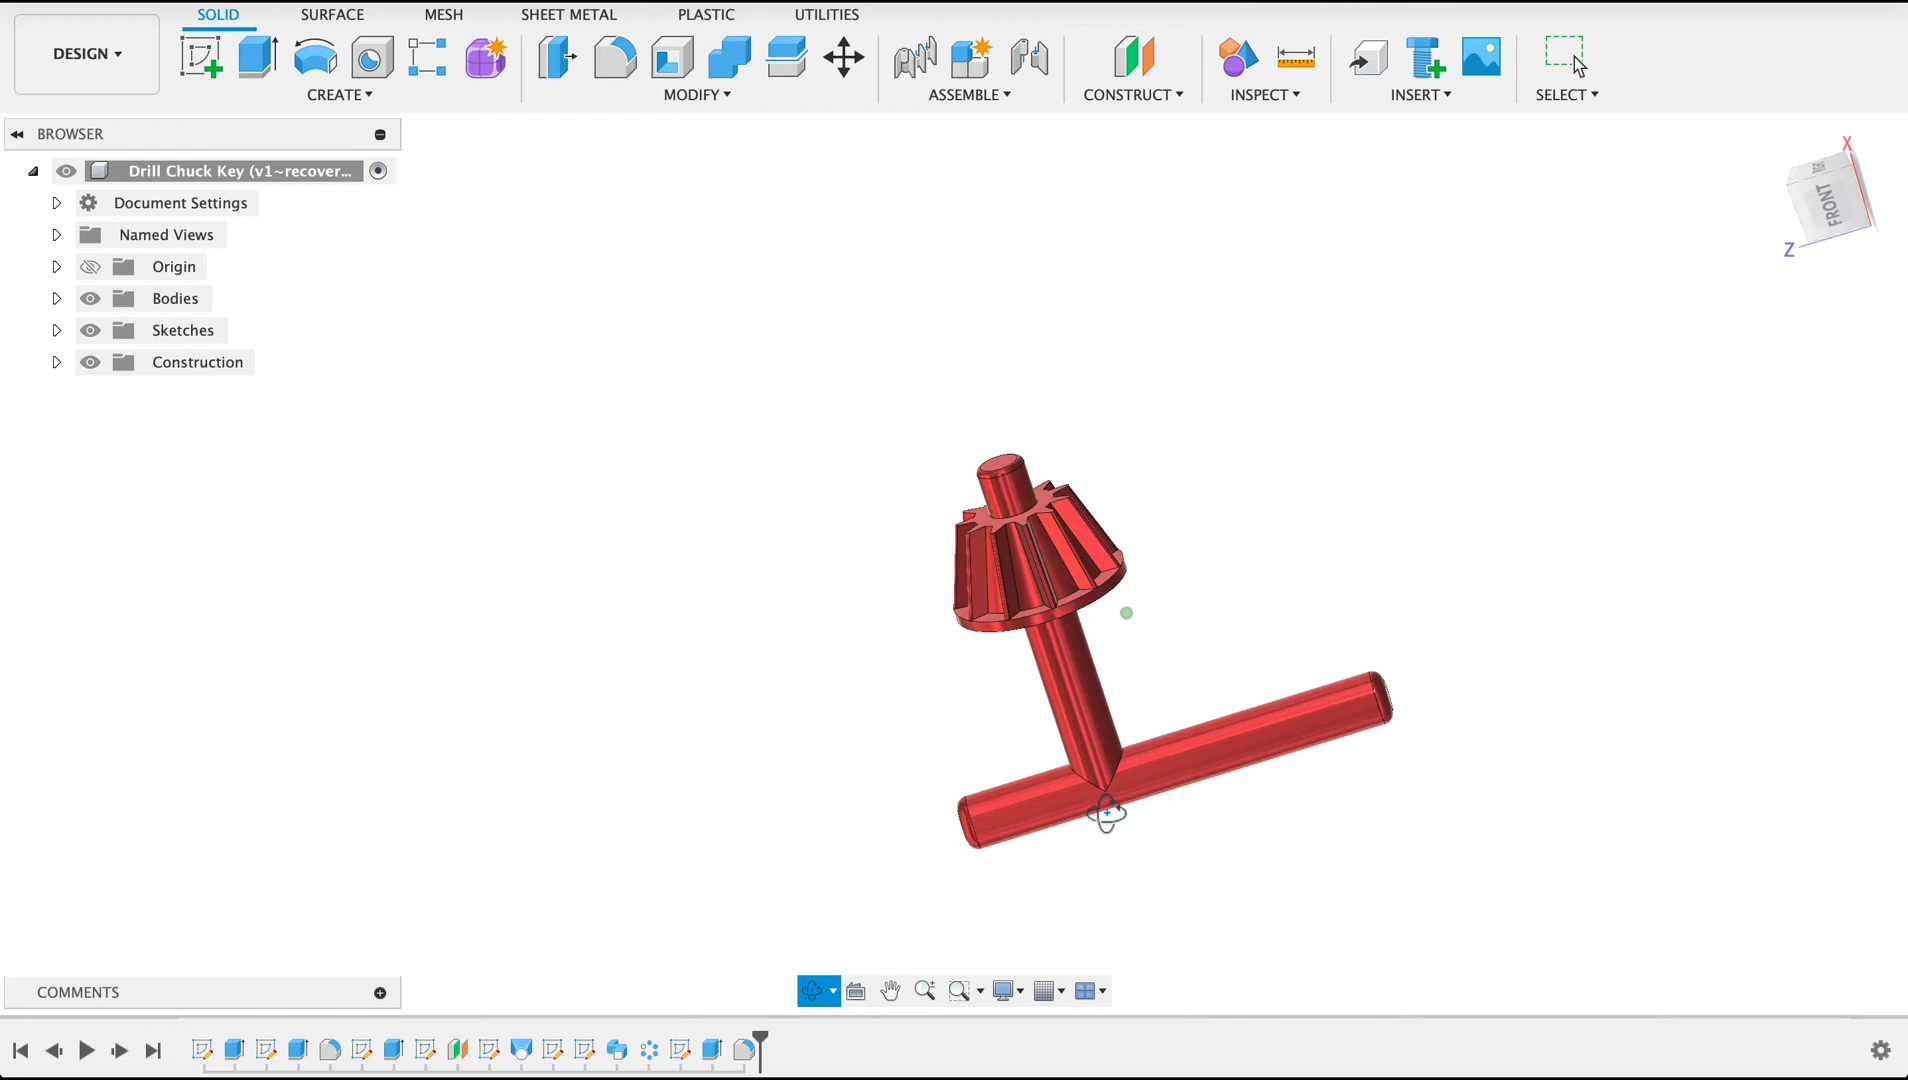 SOLID SURFACE MESH SHEET METAL PLASTIC UTILITIES
DESIGN
CREATE MODIFY ASSEMBLE CONSTRUCT INSPECT INSERT SELECT
BROWSER
Drill Chuck Key (v1~recover...
Document Settings
Named Views
Origin
Bodies
Sketches
Construction
X
FRONT
Z
COMMENTS